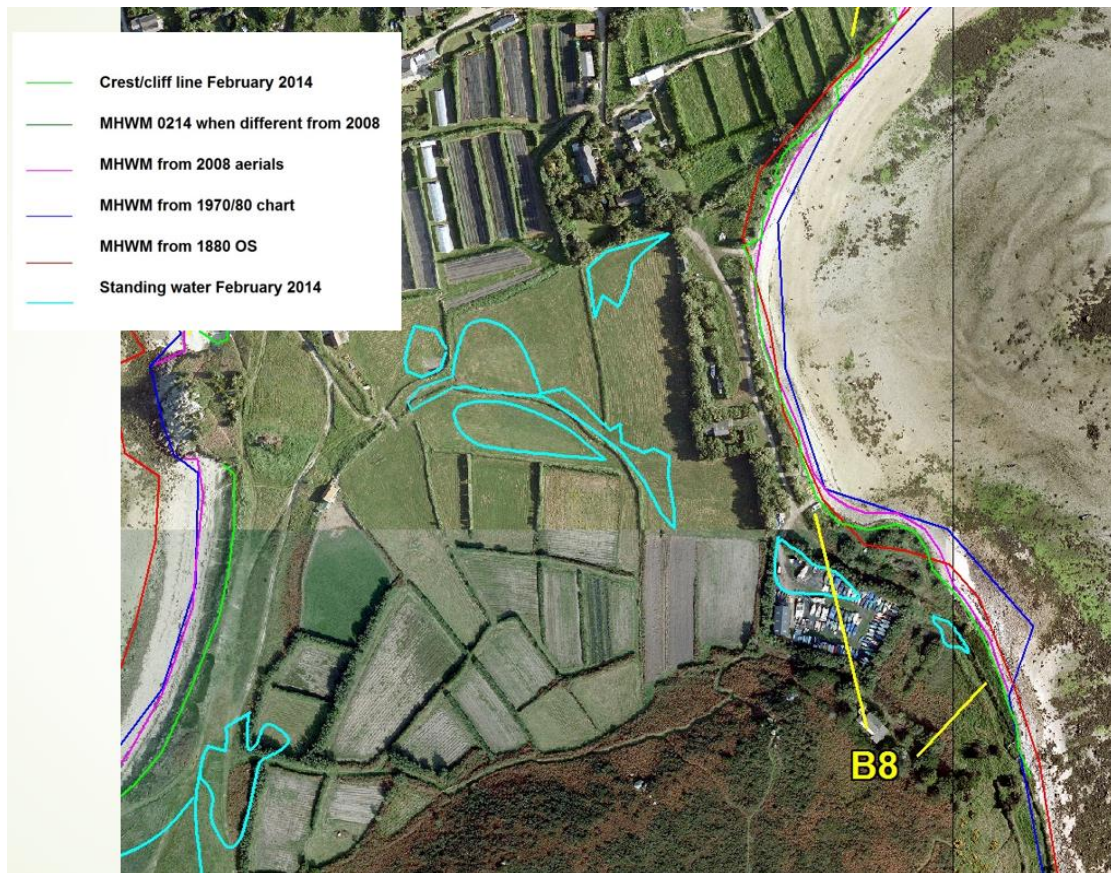 Crest/cliff line February 2014
MHWM 0214 when different from 2008
MHWM from 2008 aerials
MHWM from 1970/80 chart
MHWM from 1880 OS
Standing water February 2014
B8